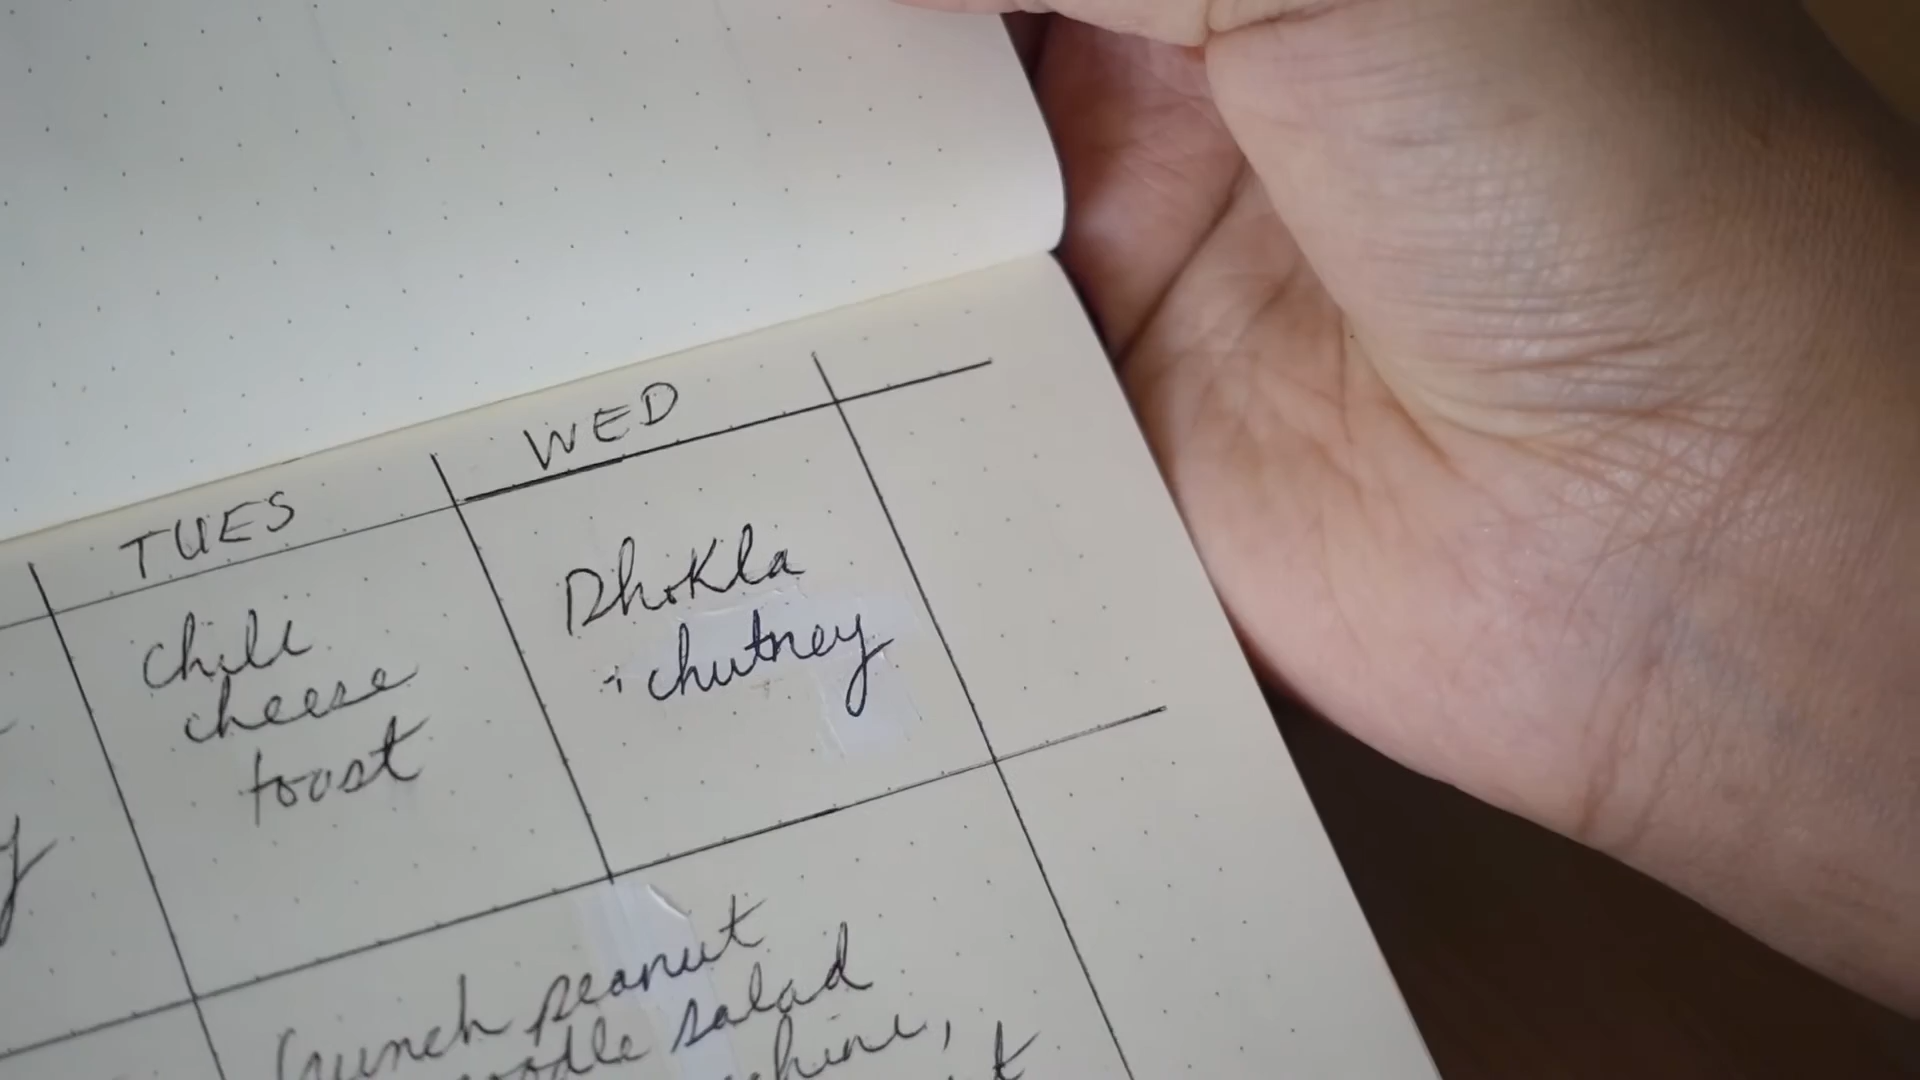 TUES
WED
chili
cheese
toast
Dhokla
+ chutney
Crunch peanut
noodle salad